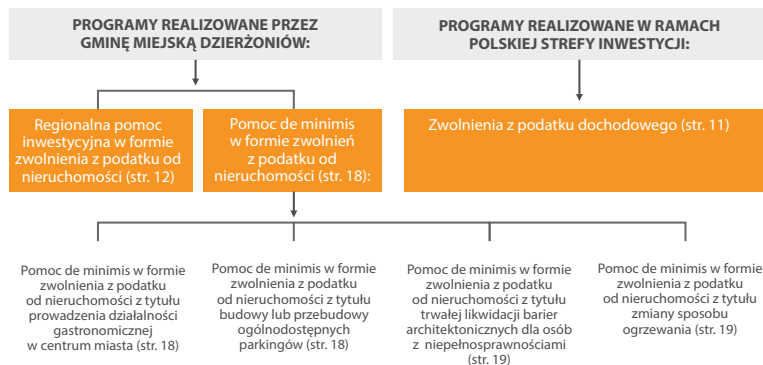 PROGRAMY REALIZOWANE PRZEZ
GMINĘ MIEJSKĄ DZIERŻONIÓW:
PROGRAMY REALIZOWANE W RAMACH
POLSKIEJ STREFY INWESTYCJI:
Regionalna pomoc
inwestycyjna w formie
zwolnienia z podatku od
nieruchomości (str. 12)
Pomoc de minimis
w formie zwolnień
z podatku od
nieruchomości (str. 18):
Zwolnienia z podatku dochodowego (str. 11)
Pomoc de minimis w formie
zwolnienia z podatku
od nieruchomości z tytułu
prowadzenia działalności
gastronomicznej
w centrum miasta (str. 18)
Pomoc de minimis w formie
zwolnienia z podatku
od nieruchomości z tytułu
budowy lub przebudowy
ogólnodostępnych
parkingów (str. 18)
Pomoc de minimis w formie
zwolnienia z podatku
od nieruchomości z tytułu
trwałej likwidacji barier
architektonicznych dla osób
z niepełnosprawnościami
(str. 19)
Pomoc de minimis w formie
zwolnienia z podatku
od nieruchomości z tytułu
zmiany sposobu
ogrzewania (str. 19)